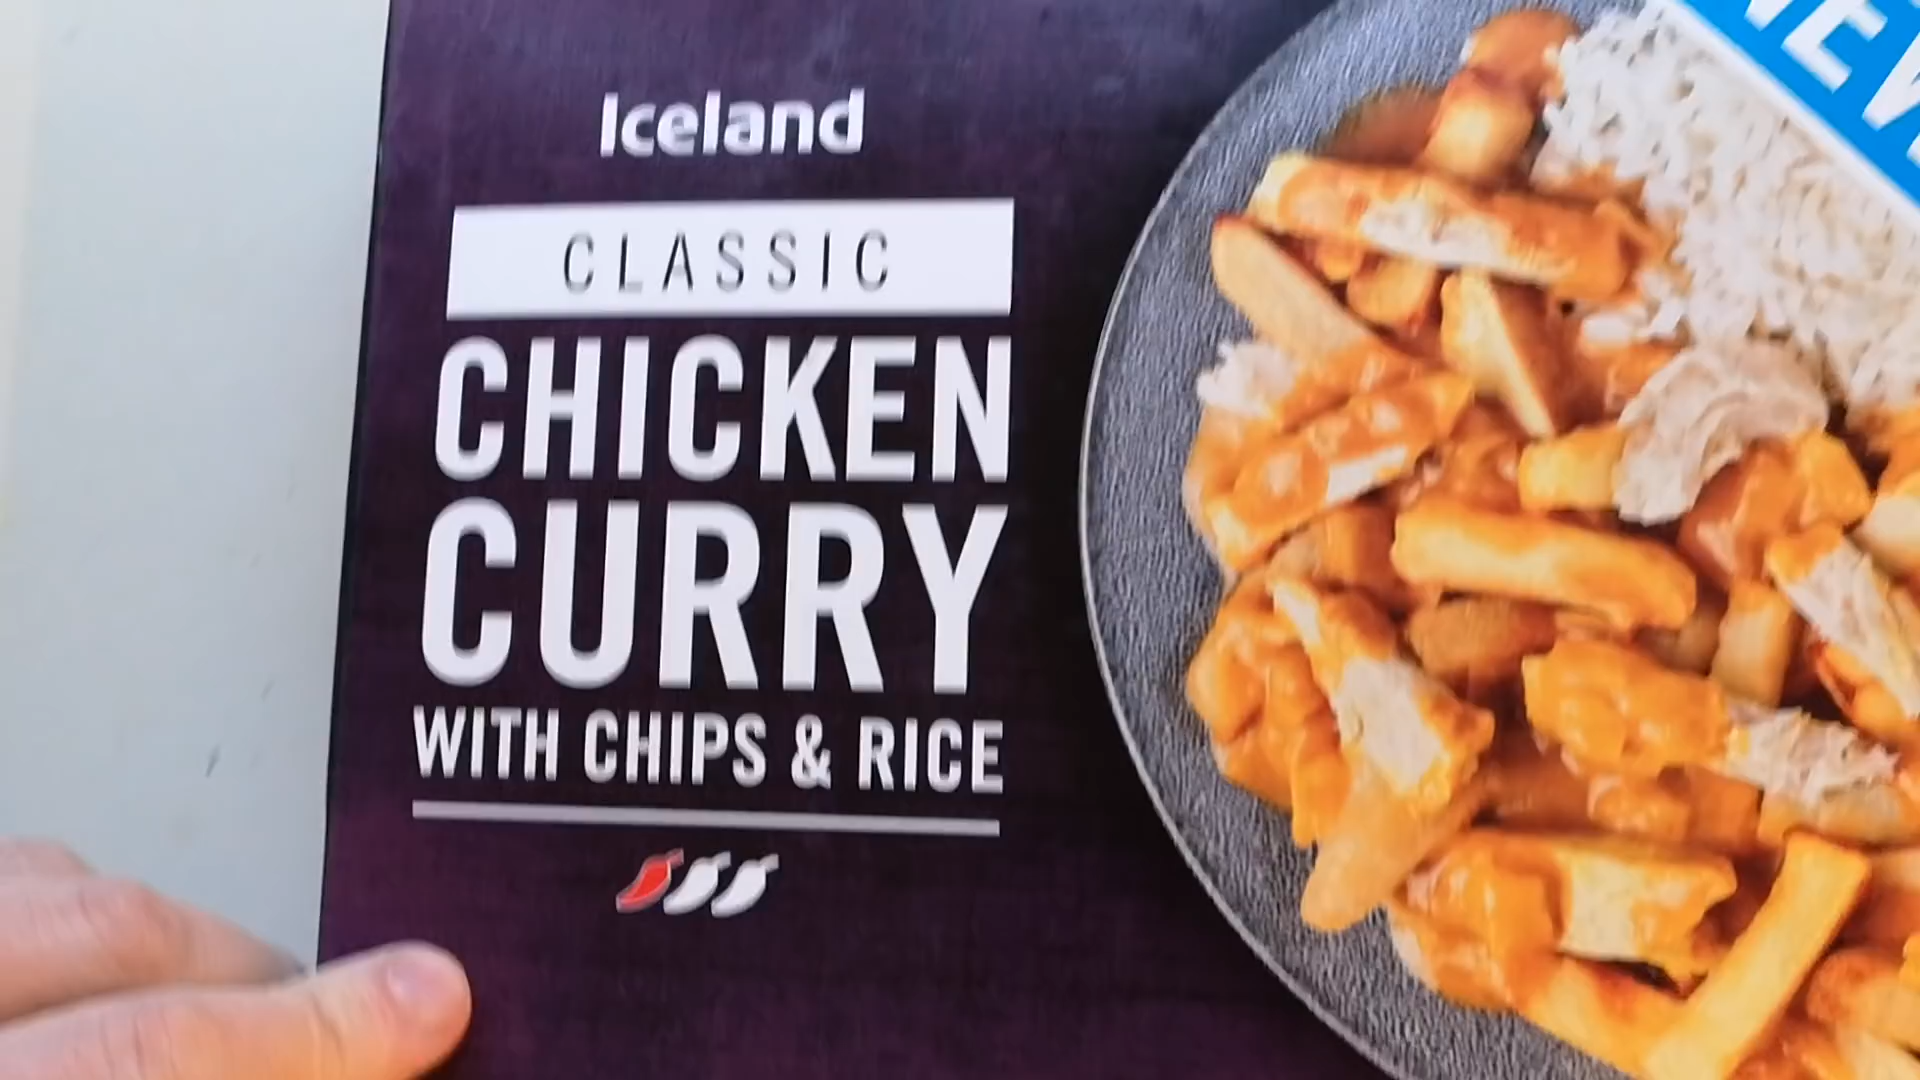 Iceland
CLASSIC
CHICKEN
CURRY
WITH CHIPS & RICE